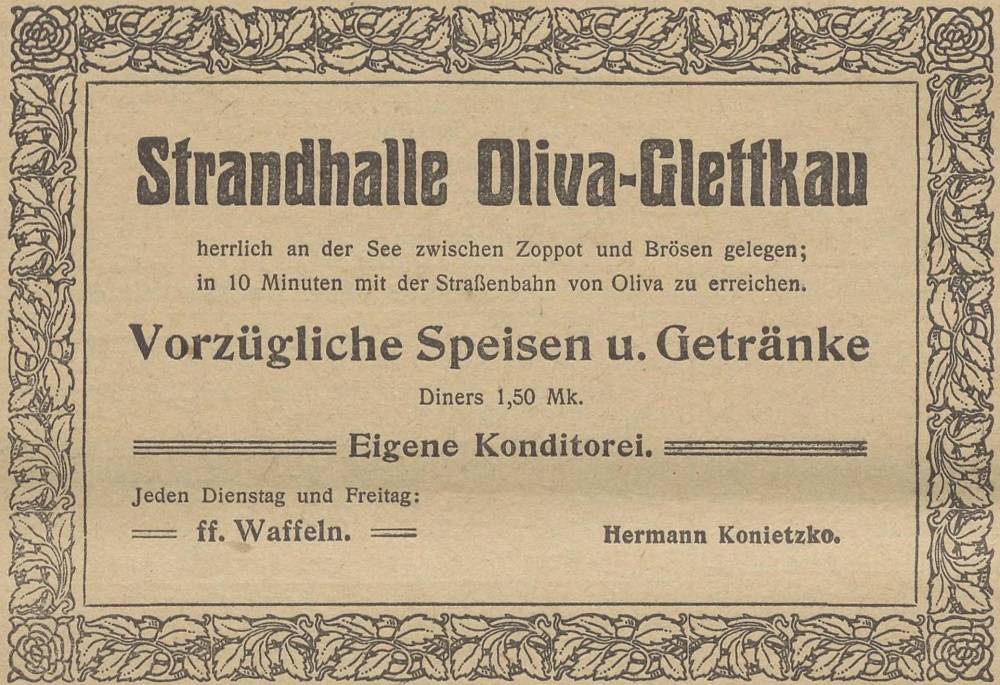 Strandhalle Oliva-Glettkau
herrlich an der See zwischen Zoppot und Brösen gelegen;
in 10 Minuten mit der Straßenbahn von Oliva zu erreichen.
Vorzügliche Speisen u. Getränke
Diners 1,50 Mk.
Eigene Konditorei.
Jeden Dienstag und Freitag:
ff. Waffeln.
Hermann Konietzko.